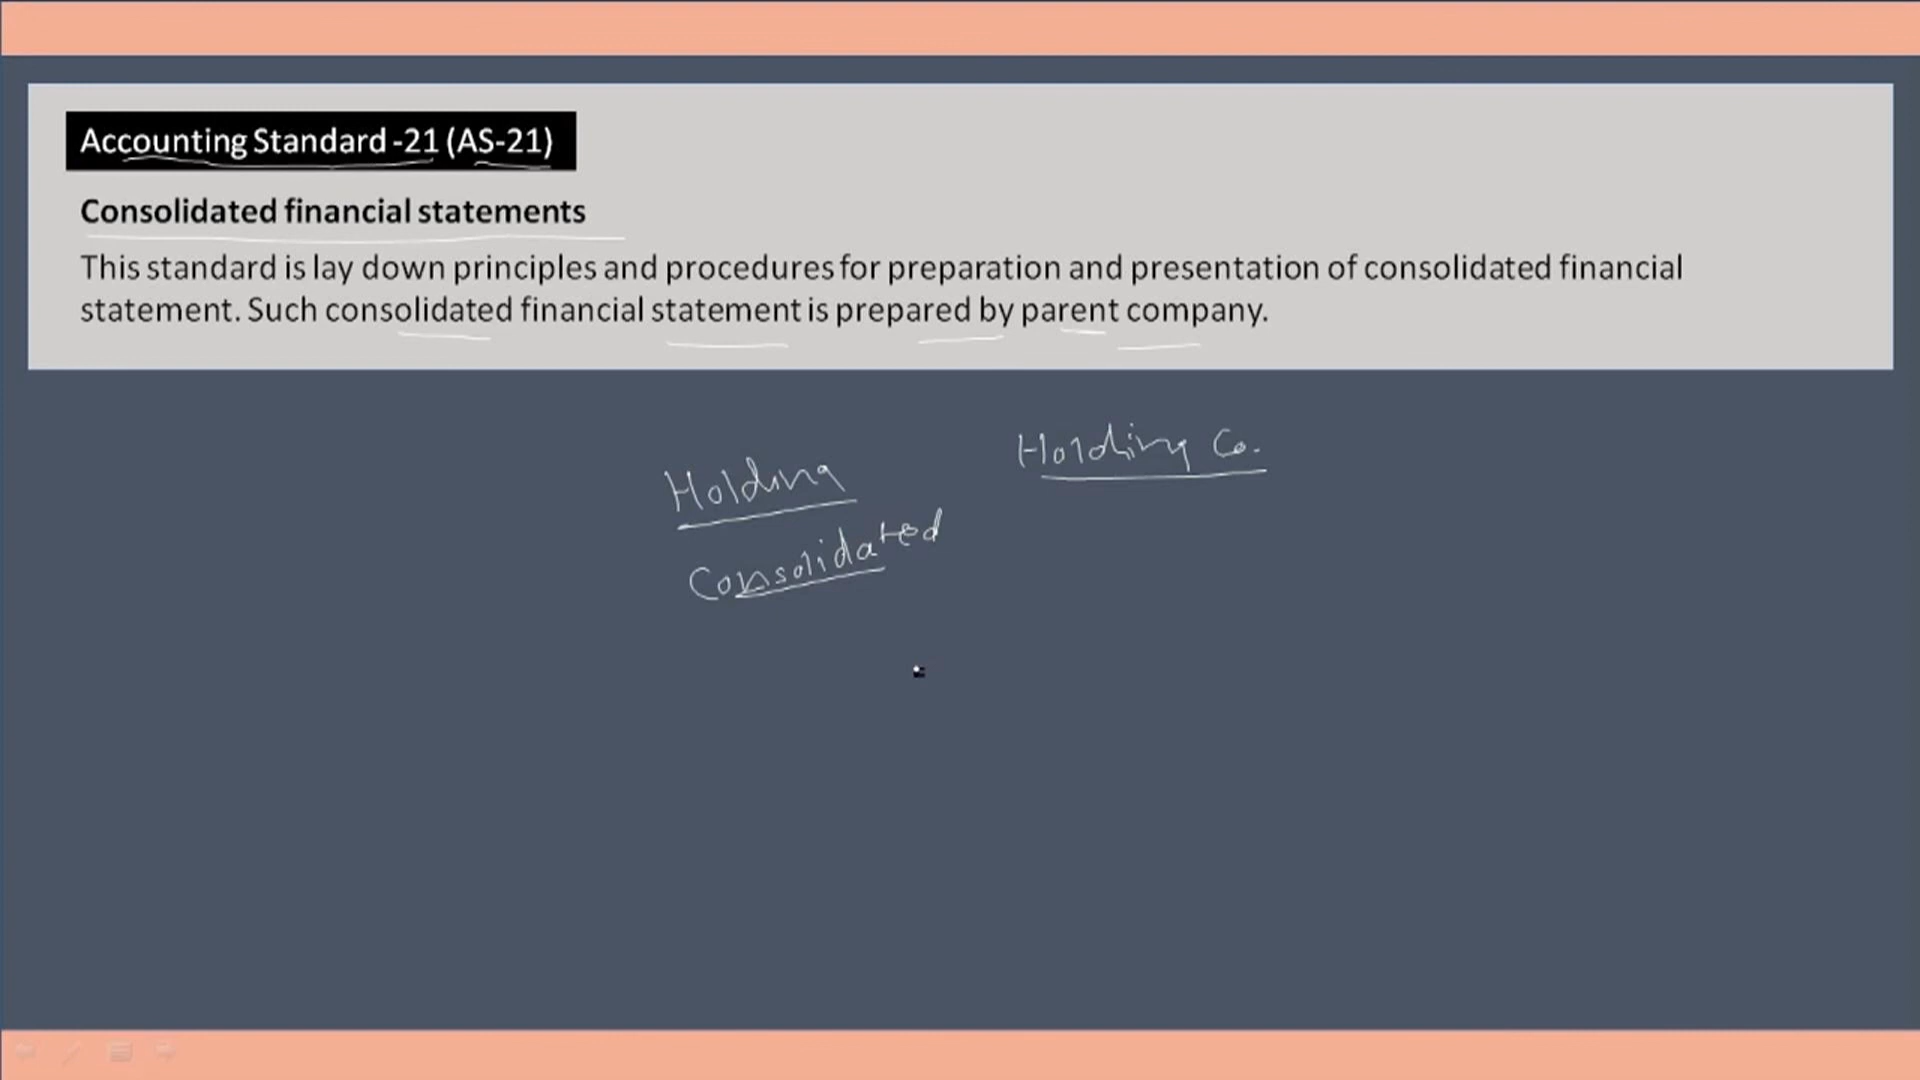 Accounting Standard -21 (AS-21)
Consolidated financial statements
This standard is lay down principles and procedures for preparation and presentation of consolidated financial
statement. Such consolidated financial statement is prepared by parent company.
Holding Co.
Holding
Consolidated